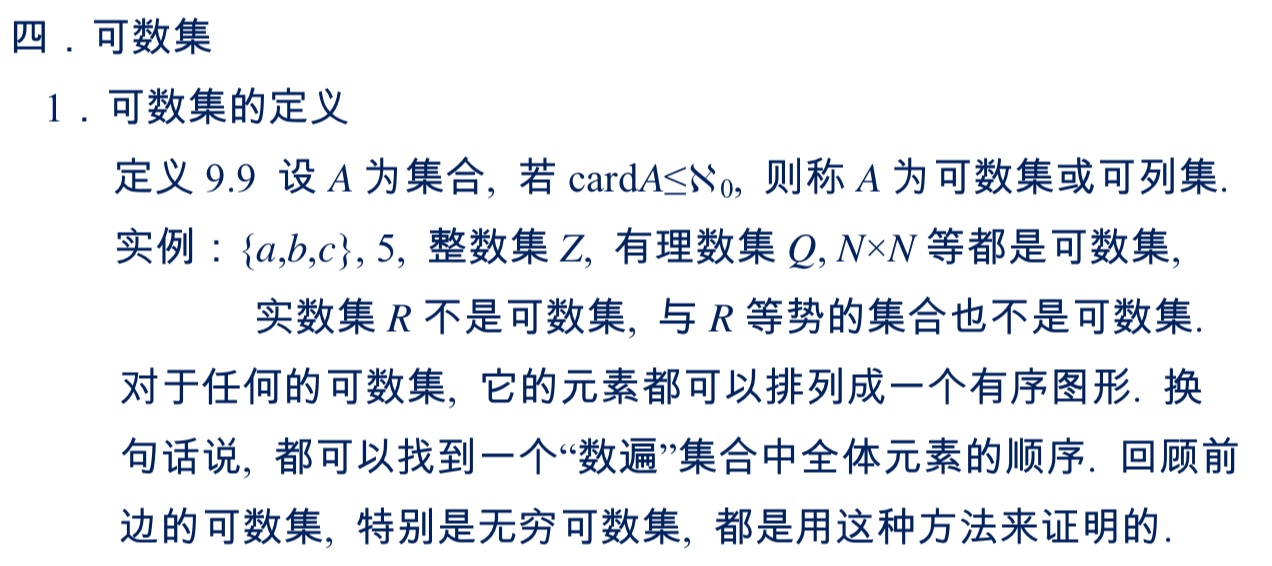 四．可数集
1．可数集的定义
定义 9.9 设 A 为集合, 若 cardA≤ℵ₀, 则称 A 为可数集或可列集.
实例：{a,b,c}, 5, 整数集 Z, 有理数集 Q, N×N 等都是可数集,
实数集 R 不是可数集, 与 R 等势的集合也不是可数集.
对于任何的可数集, 它的元素都可以排列成一个有序图形. 换
句话说, 都可以找到一个“数遍”集合中全体元素的顺序. 回顾前
边的可数集, 特别是无穷可数集, 都是用这种方法来证明的.